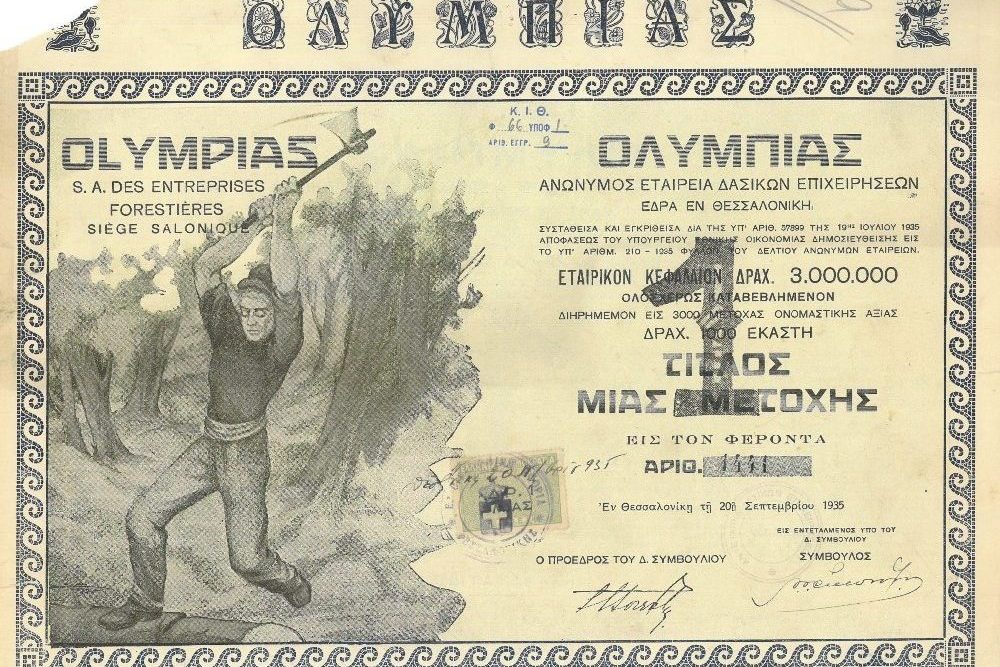 ΟΛΥΜΠΙΑΣ
OLYMPIAS
S. A. DES ENTREPRISES
FORESTIÈRES
SIÈGE SALONIQUE
Κ. Ι. Θ.
Φ 66 ΥΠΟΦ 1
ΑΡΙΘ. ΕΓΓΡ. 9
ΟΛΥΜΠΙΑΣ
ΑΝΩΝΥΜΟΣ ΕΤΑΙΡΕΙΑ ΔΑΣΙΚΩΝ ΕΠΙΧΕΙΡΗΣΕΩΝ
ΕΔΡΑ ΕΝ ΘΕΣΣΑΛΟΝΙΚΗ
ΣΥΣΤΑΘΕΙΣΑ ΚΑΙ ΕΓΚΡΙΘΕΙΣΑ ΔΙΑ ΤΗΣ ΥΠ' ΑΡΙΘ. 57899 ΤΗΣ 19ΗΣ ΙΟΥΛΙΟΥ 1935
ΑΠΟΦΑΣΕΩΣ ΤΟΥ ΥΠΟΥΡΓΕΙΟΥ ΕΘΝΙΚΗΣ ΟΙΚΟΝΟΜΙΑΣ ΔΗΜΟΣΙΕΥΘΕΙΣΗΣ ΕΙΣ
ΤΟ ΥΠ' ΑΡΙΘΜ. 210 – 1935 ΦΥΛΛΟΝ ΤΟΥ ΔΕΛΤΙΟΥ ΑΝΩΝΥΜΩΝ ΕΤΑΙΡΕΙΩΝ.
ΕΤΑΙΡΙΚΟΝ ΚΕΦΑΛΑΙΟΝ ΔΡΑΧ. 3.000.000
ΟΛΟΣΧΕΡΩΣ ΚΑΤΑΒΕΒΛΗΜΕΝΟΝ
ΔΙΗΡΗΜΕΝΟΝ ΕΙΣ 3000 ΜΕΤΟΧΑΣ ΟΝΟΜΑΣΤΙΚΗΣ ΑΞΙΑΣ
ΔΡΑΧ. 1000 ΕΚΑΣΤΗ
1
ΤΙΤΛΟΣ
ΜΙΑΣ ΜΕΤΟΧΗΣ
ΕΙΣ ΤΟΝ ΦΕΡΟΝΤΑ
ΑΡΙΘ. 1441
Ἐν Θεσσαλονίκῃ τῇ 20ῇ Σεπτεμβρίου 1935
ΕΙΣ ΕΝΤΕΤΑΛΜΕΝΟΣ ΥΠΟ ΤΟΥ
Δ. ΣΥΜΒΟΥΛΙΟΥ
Ο ΠΡΟΕΔΡΟΣ ΤΟΥ Δ. ΣΥΜΒΟΥΛΙΟΥ
ΣΥΜΒΟΥΛΟΣ